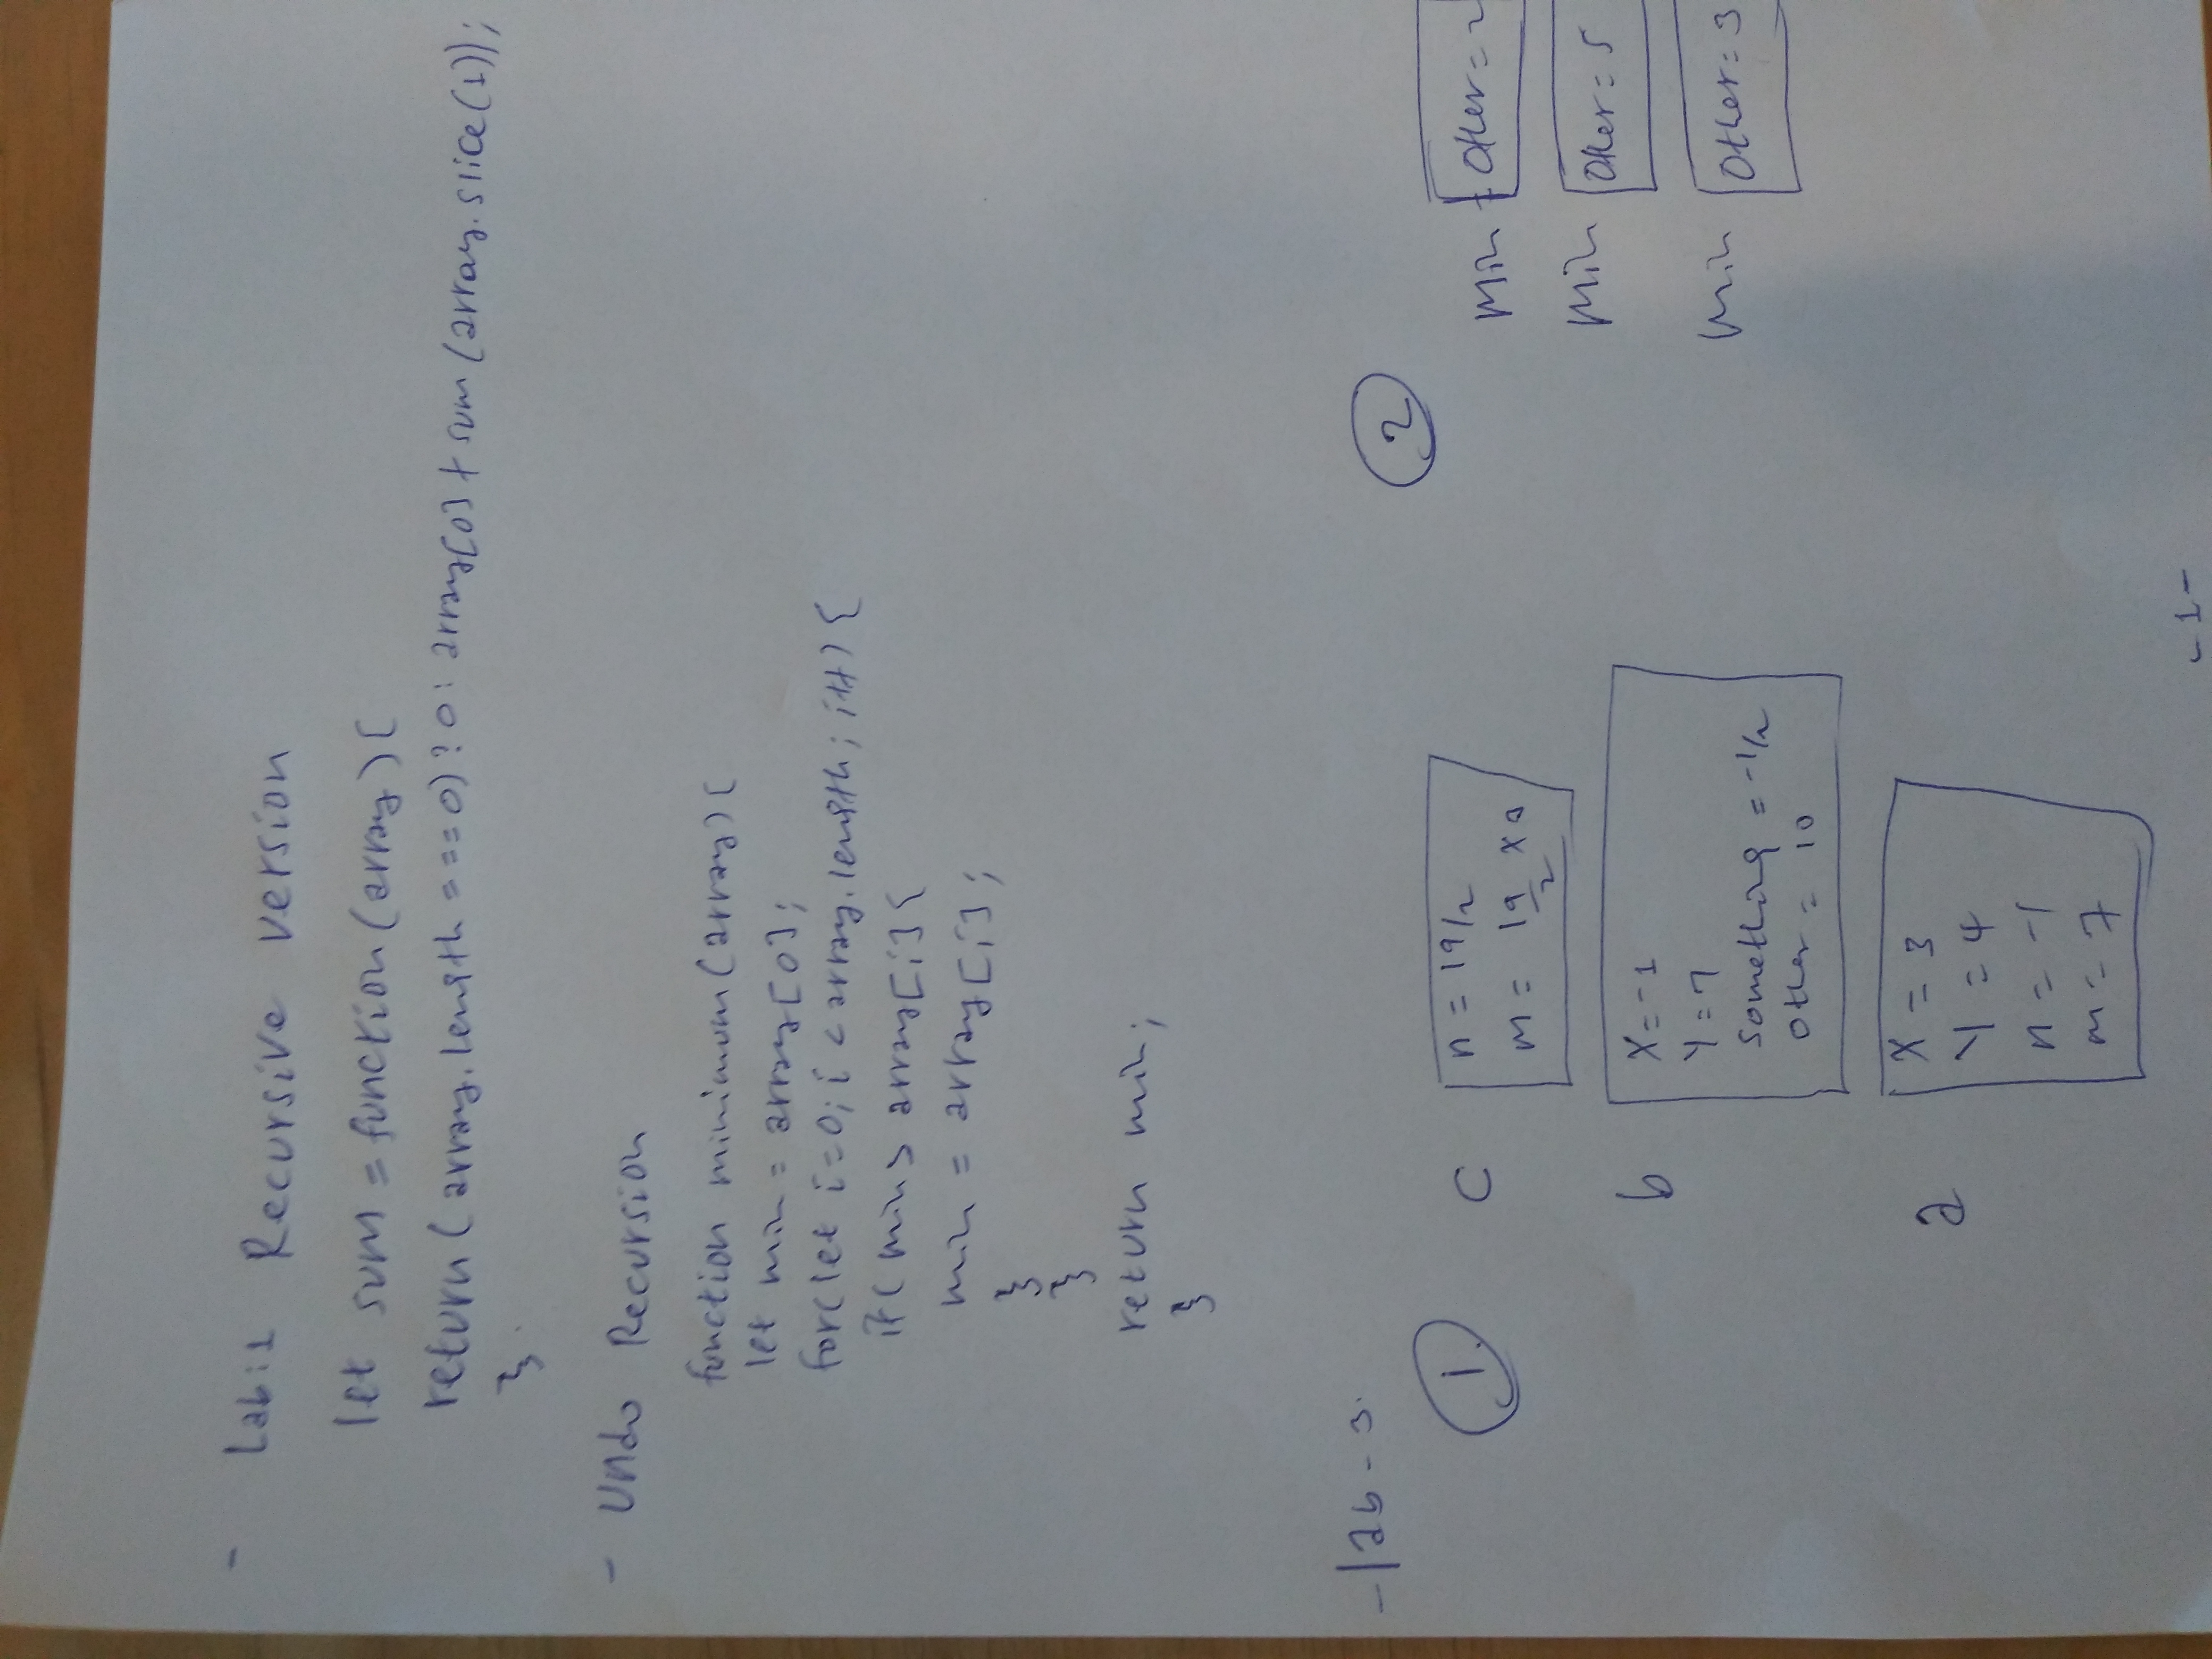 - Lab:1 Recursive version
let sum = function(array){
return(array.length === 0)?0: array[0] + sum(array.slice(1));
}
- Undo Recursion
function minimum(array){
let min = array[0];
for(let i=0; i < array.length; i++) {
if( min > array[i]{
min = array[i];
}
}
return min;
}
- lab - 3.
1.
c
n = 19/2
m = 19/2 x
b
X = -1
Y = 7
something = -1/2
other = 10
a
X = 3
Y = 4
n = -1
m = 7
2
Min other = 2
Min Other = 5
Min Other = 3
- 1 -